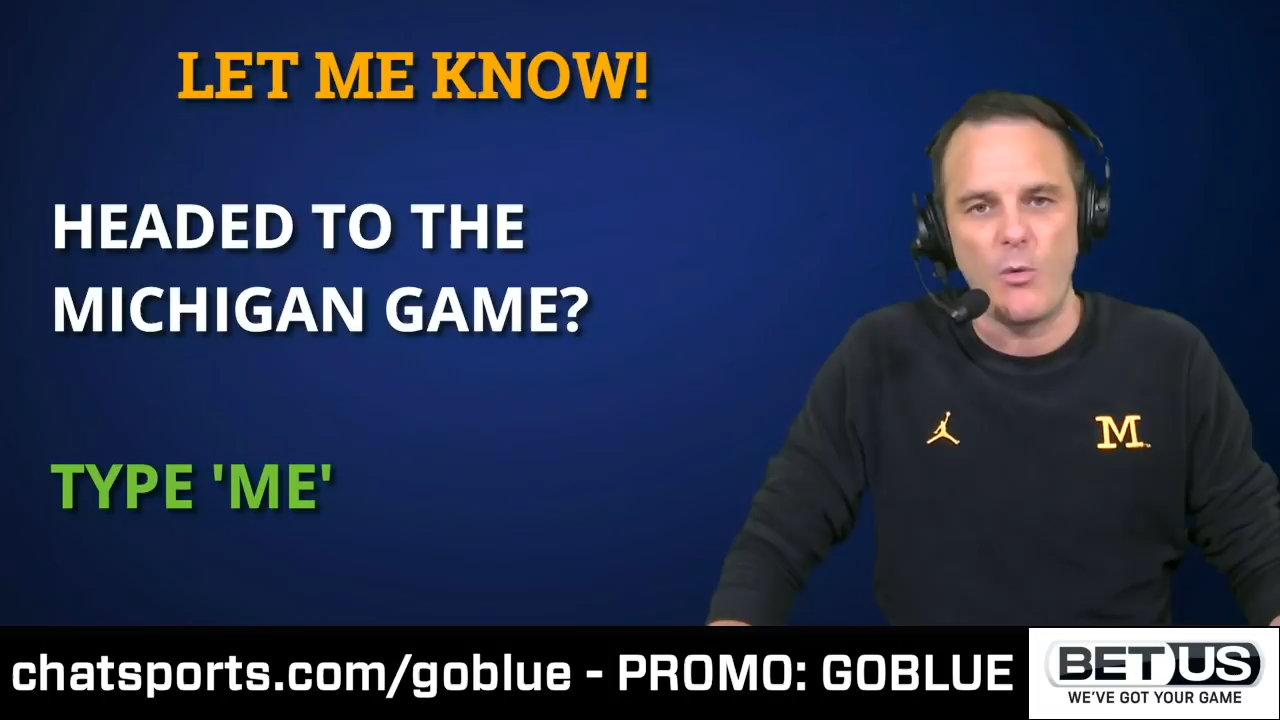 LET ME KNOW!
HEADED TO THE
MICHIGAN GAME?
TYPE 'ME'
M
chatsports.com/goblue - PROMO: GOBLUE
BETUS
WE'VE GOT YOUR GAME